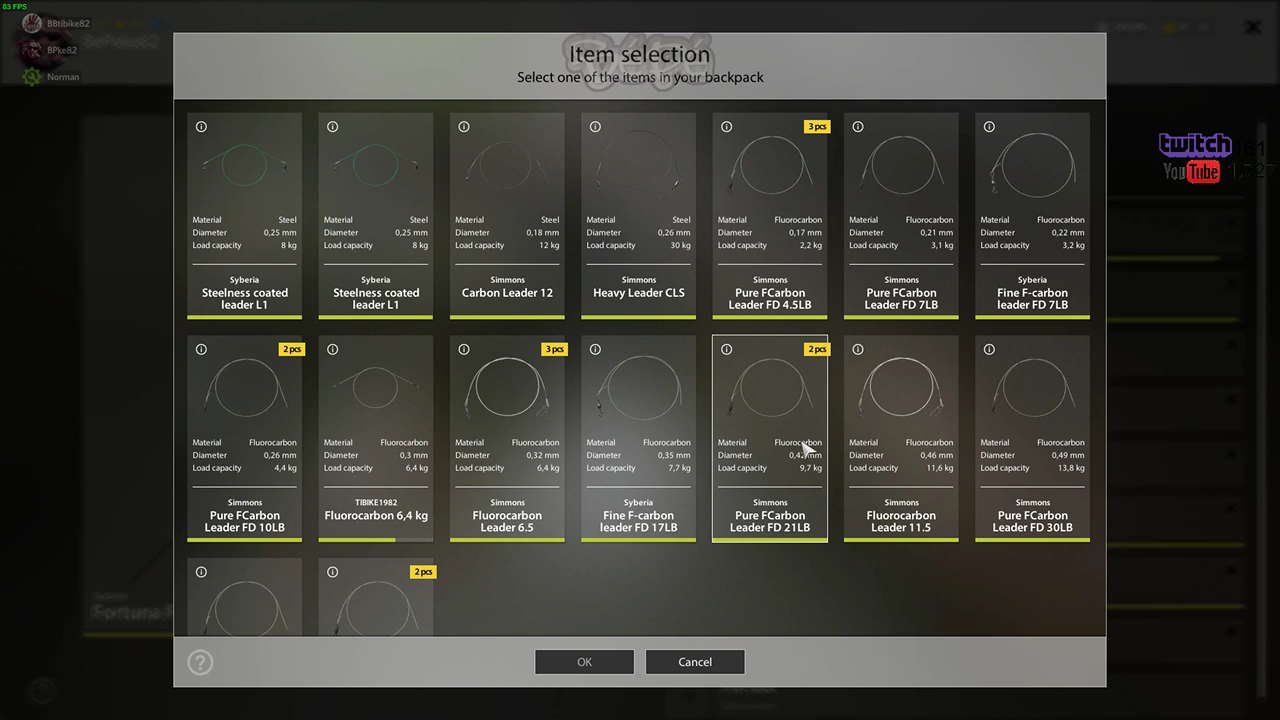 83 FPS
BBtibike82
BPke82
Norman
Item selection
Select one of the items in your backpack
twitch
YouTube
Material Steel
Diameter 0,25 mm
Load capacity 8 kg
Syberia
Steelness coated
leader L1
Material Steel
Diameter 0,25 mm
Load capacity 8 kg
Syberia
Steelness coated
leader L1
Material Steel
Diameter 0,18 mm
Load capacity 12 kg
Simmons
Carbon Leader 12
Material Steel
Diameter 0,26 mm
Load capacity 30 kg
Simmons
Heavy Leader CLS
3 pcs
Material Fluorocarbon
Diameter 0,17 mm
Load capacity 2,2 kg
Simmons
Pure FCarbon
Leader FD 4.5LB
Material Fluorocarbon
Diameter 0,21 mm
Load capacity 3,1 kg
Simmons
Pure FCarbon
Leader FD 7LB
Material Fluorocarbon
Diameter 0,22 mm
Load capacity 3,2 kg
Syberia
Fine F-carbon
leader FD 7LB
2 pcs
Material Fluorocarbon
Diameter 0,26 mm
Load capacity 4,4 kg
Simmons
Pure FCarbon
Leader FD 10LB
Material Fluorocarbon
Diameter 0,3 mm
Load capacity 6,4 kg
TIBIKE1982
Fluorocarbon 6,4 kg
3 pcs
Material Fluorocarbon
Diameter 0,32 mm
Load capacity 6,4 kg
Simmons
Fluorocarbon
Leader 6.5
Material Fluorocarbon
Diameter 0,35 mm
Load capacity 7,7 kg
Syberia
Fine F-carbon
leader FD 17LB
2 pcs
Material Fluorocarbon
Diameter mm
Load capacity 9,7 kg
Simmons
Pure FCarbon
Leader FD 21LB
Material Fluorocarbon
Diameter 0,46 mm
Load capacity 11,6 kg
Simmons
Fluorocarbon
Leader 11.5
Material Fluorocarbon
Diameter 0,49 mm
Load capacity 13,8 kg
Simmons
Pure FCarbon
Leader FD 30LB
2 pcs
OK
Cancel